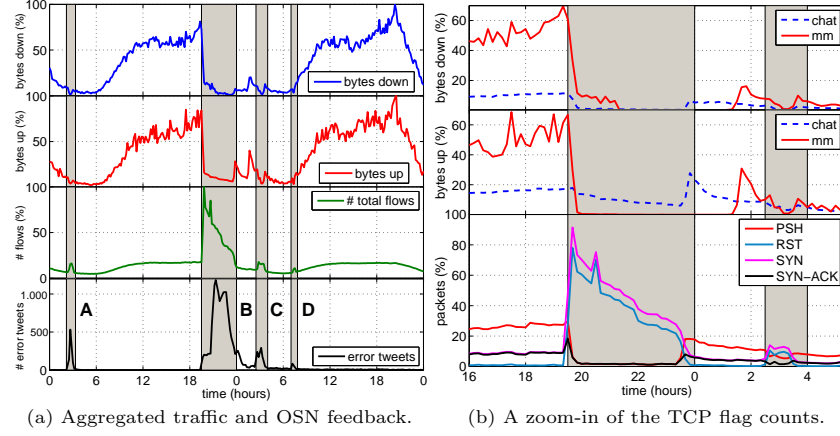 100
50
0
bytes down (%)
bytes down
100
50
0
bytes up (%)
bytes up
100
50
0
# flows (%)
# total flows
1.000
500
0
# error tweets
error tweets
A
B
C
D
0 6 12 18 0 6 12 18 0
time (hours)
(a) Aggregated traffic and OSN feedback.
60
40
20
bytes down (%)
chat
mm
80
60
40
20
bytes up (%)
chat
mm
100
80
60
40
20
0
packets (%)
PSH
RST
SYN
SYN−ACK
16 18 20 22 0 2 4
time (hours)
(b) A zoom-in of the TCP flag counts.